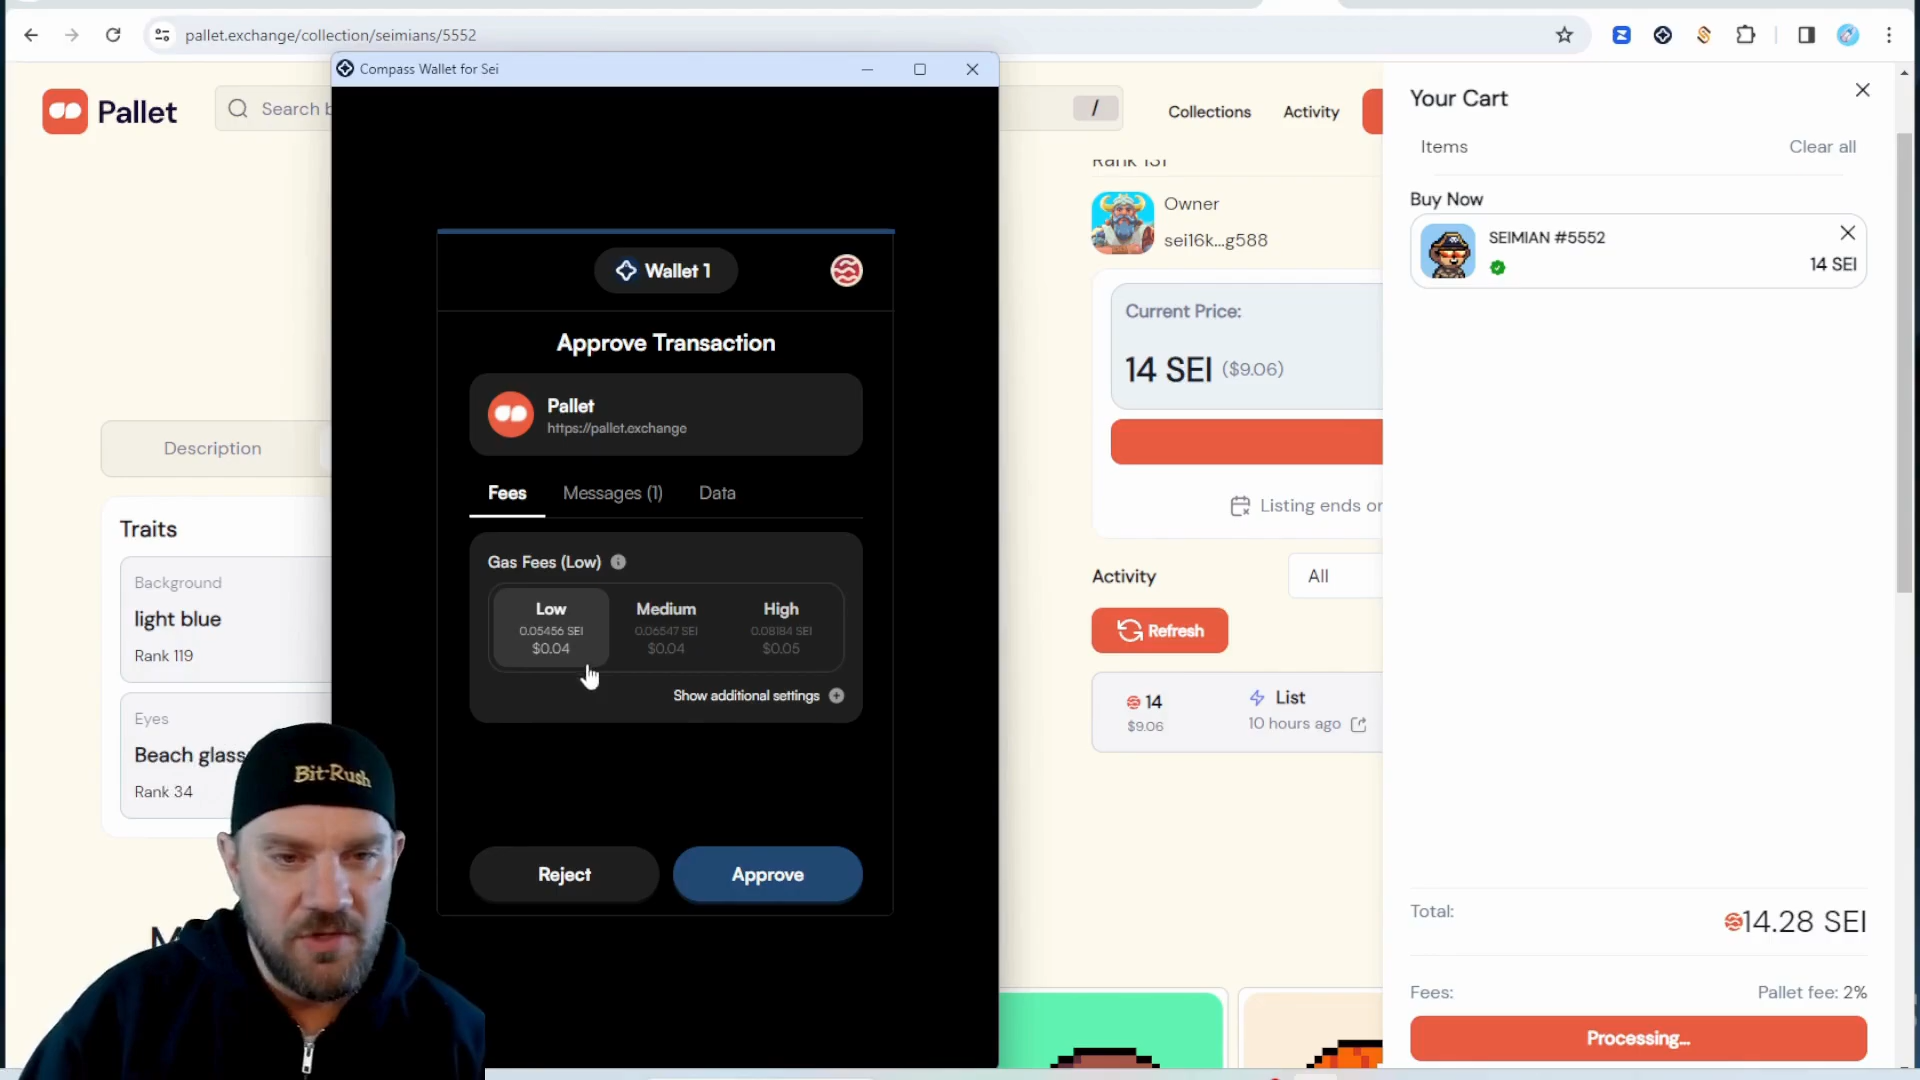 pallet.exchange/collection/seimians/5552
Compass Wallet for Sei
Pallet
Search b
/
Collections
Activity
Your Cart
Items
Clear all
Buy Now
SEIMIAN #5552
14 SEI
Rank 131
Owner
sei16k...g588
Current Price:
14 SEI ($9.06)
Listing ends on
Activity
All
Refresh
14
$9.06
List
10 hours ago
Wallet 1
Approve Transaction
Pallet
https://pallet.exchange
Fees
Messages (1)
Data
Gas Fees (Low)
Low
0.05456 SEI
$0.04
Medium
0.06547 SEI
$0.04
High
0.08184 SEI
$0.05
Show additional settings
Reject
Approve
Description
Traits
Background
light blue
Rank 119
Eyes
Beach glass
Rank 34
Bit-Rush
M
Total:
14.28 SEI
Fees:
Pallet fee: 2%
Processing...